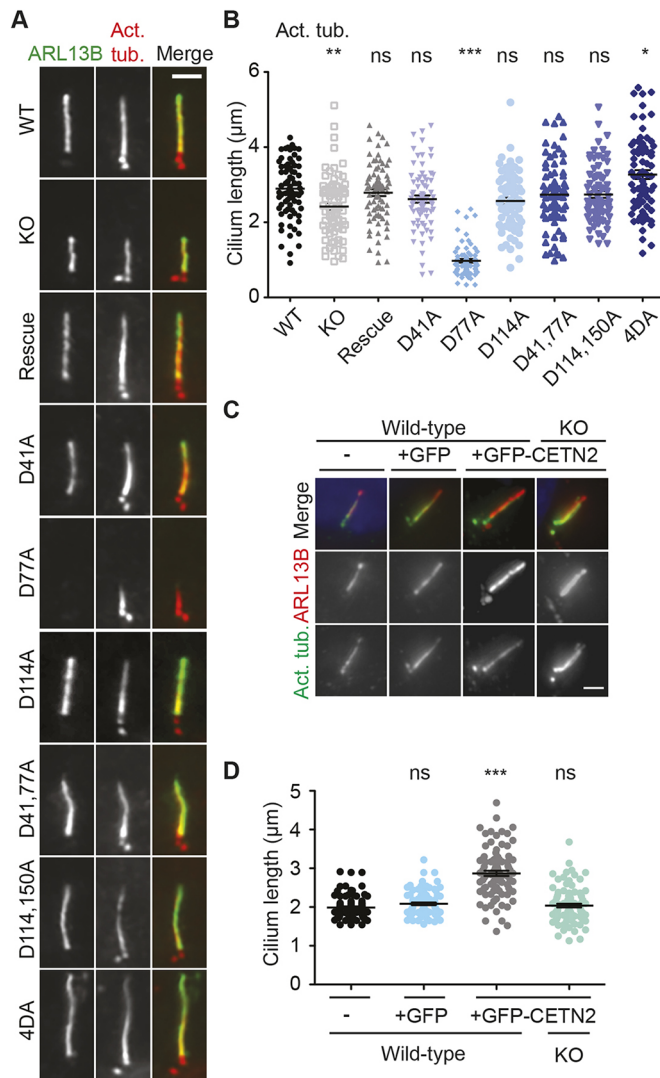 A
ARL13B
Act.
tub.
Merge
WT
KO
Rescue
D41A
D77A
D114A
D41,77A
D114,150A
4DA
B
Act. tub.
** ns ns *** ns ns ns *
Cilium length (µm)
6
4
2
0
WT
KO
Rescue
D41A
D77A
D114A
D41,77A
D114,150A
4DA
C
Wild-type KO
- +GFP +GFP-CETN2
Act. tub. ARL13B Merge
D
ns *** ns
Cilium length (µm)
5
4
3
2
1
0
- +GFP +GFP-CETN2
Wild-type KO